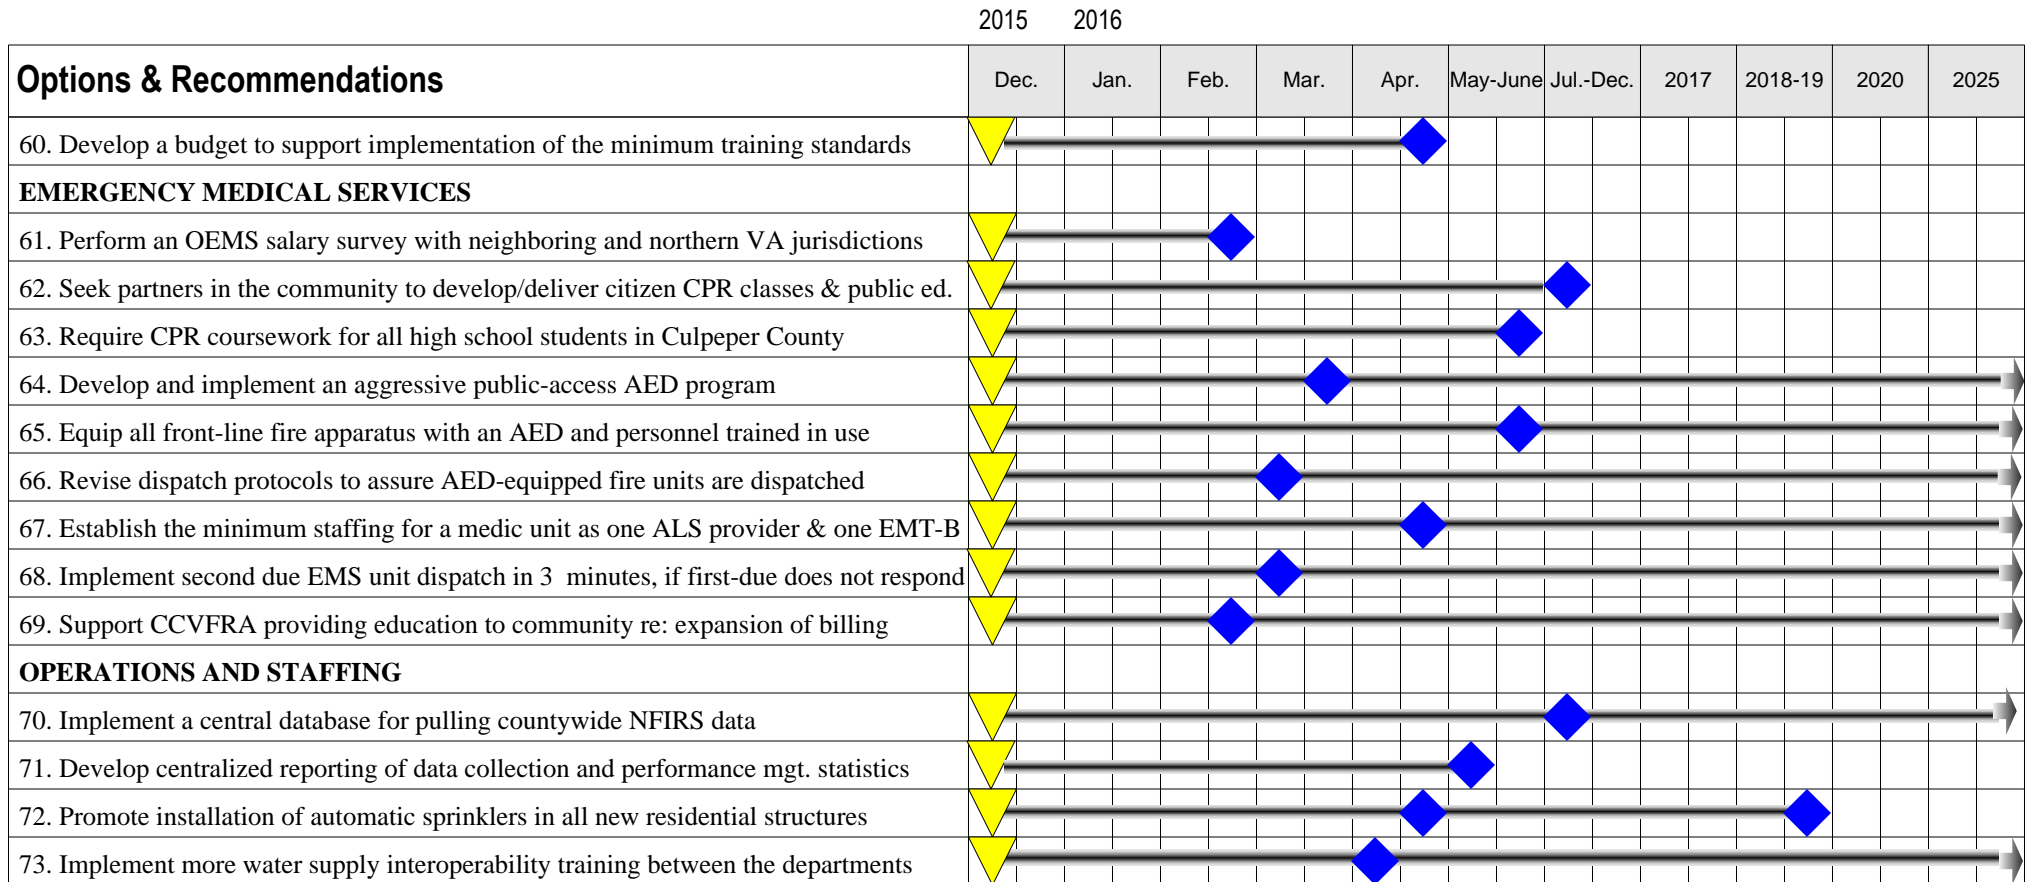 2015 2016
Options & Recommendations Dec. Jan. Feb. Mar. Apr. May-June Jul.-Dec. 2017 2018-19 2020 2025
60. Develop a budget to support implementation of the minimum training standards
EMERGENCY MEDICAL SERVICES
61. Perform an OEMS salary survey with neighboring and northern VA jurisdictions
62. Seek partners in the community to develop/deliver citizen CPR classes & public ed.
63. Require CPR coursework for all high school students in Culpeper County
64. Develop and implement an aggressive public-access AED program
65. Equip all front-line fire apparatus with an AED and personnel trained in use
66. Revise dispatch protocols to assure AED-equipped fire units are dispatched
67. Establish the minimum staffing for a medic unit as one ALS provider & one EMT-B
68. Implement second due EMS unit dispatch in 3 minutes, if first-due does not respond
69. Support CCVFRA providing education to community re: expansion of billing
OPERATIONS AND STAFFING
70. Implement a central database for pulling countywide NFIRS data
71. Develop centralized reporting of data collection and performance mgt. statistics
72. Promote installation of automatic sprinklers in all new residential structures
73. Implement more water supply interoperability training between the departments